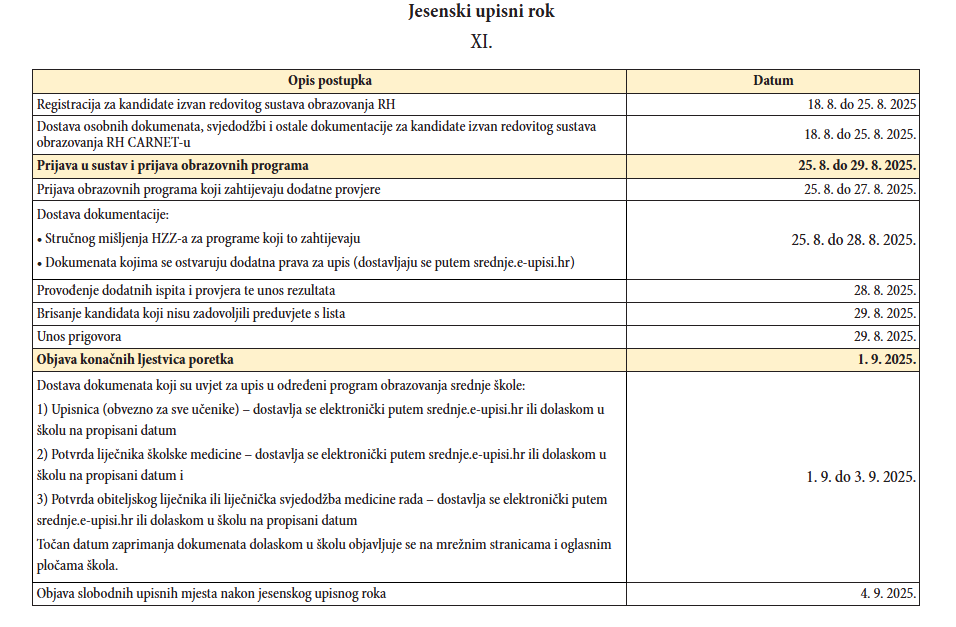 Jesenski upisni rok
XI.
Opis postupka Datum
Registracija za kandidate izvan redovitog sustava obrazovanja RH 18. 8. do 25. 8. 2025
Dostava osobnih dokumenata, svjedodžbi i ostale dokumentacije za kandidate izvan redovitog sustava
obrazovanja RH CARNET-u 18. 8. do 25. 8. 2025.
Prijava u sustav i prijava obrazovnih programa 25. 8. do 29. 8. 2025.
Prijava obrazovnih programa koji zahtijevaju dodatne provjere 25. 8. do 27. 8. 2025.
Dostava dokumentacije:
• Stručnog mišljenja HZZ-a za programe koji to zahtijevaju
• Dokumenata kojima se ostvaruju dodatna prava za upis (dostavljaju se putem srednje.e-upisi.hr)
25. 8. do 28. 8. 2025.
Provođenje dodatnih ispita i provjera te unos rezultata 28. 8. 2025.
Brisanje kandidata koji nisu zadovoljili preduvjete s lista 29. 8. 2025.
Unos prigovora 29. 8. 2025.
Objava konačnih ljestvica poretka 1. 9. 2025.
Dostava dokumenata koji su uvjet za upis u određeni program obrazovanja srednje škole:
1) Upisnica (obvezno za sve učenike) – dostavlja se elektronički putem srednje.e-upisi.hr ili dolaskom u
školu na propisani datum
2) Potvrda liječnika školske medicine – dostavlja se elektronički putem srednje.e-upisi.hr ili dolaskom u
školu na propisani datum i
3) Potvrda obiteljskog liječnika ili liječnička svjedodžba medicine rada – dostavlja se elektronički putem
srednje.e-upisi.hr ili dolaskom u školu na propisani datum
Točan datum zaprimanja dokumenata dolaskom u školu objavljuje se na mrežnim stranicama i oglasnim
pločama škola.
1. 9. do 3. 9. 2025.
Objava slobodnih upisnih mjesta nakon jesenskog upisnog roka 4. 9. 2025.